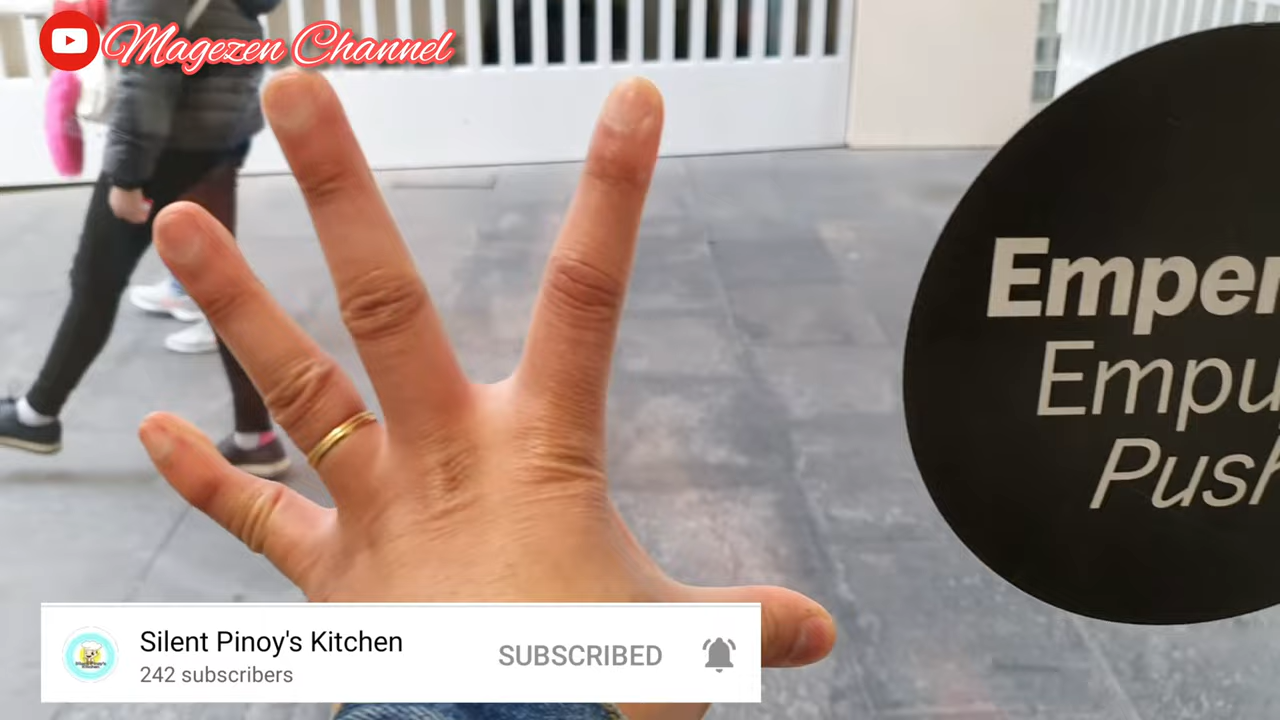 Magezen Channel
Emper
Empu
Push
Silent Pinoy's Kitchen
242 subscribers
SUBSCRIBED